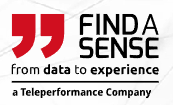 FIND A
SENSE
from data to experience
a Teleperformance Company